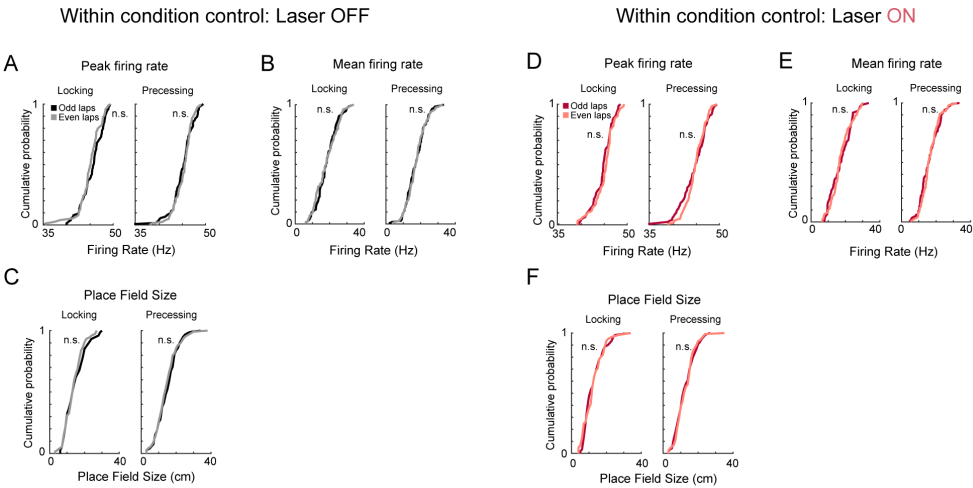 Within condition control: Laser OFF
Within condition control: Laser ON
A
Peak firing rate
Locking
Precessing
Odd laps
Even laps
n.s.
n.s.
Cumulative probability
1
0
35
50
35
50
Firing Rate (Hz)
B
Mean firing rate
Locking
Precessing
n.s.
n.s.
Cumulative probability
1
0
0
40
0
40
Firing Rate (Hz)
C
Place Field Size
Locking
Precessing
n.s.
n.s.
Cumulative probability
1
0
0
40
0
40
Place Field Size (cm)
D
Peak firing rate
Locking
Precessing
Odd laps
Even laps
n.s.
n.s.
Cumulative probability
1
0
35
50
35
50
Firing Rate (Hz)
E
Mean firing rate
Locking
Precessing
n.s.
n.s.
Cumulative probability
1
0
0
40
0
40
Firing Rate (Hz)
F
Place Field Size
Locking
Precessing
n.s.
n.s.
Cumulative probability
1
0
0
40
0
40
Place Field Size (cm)